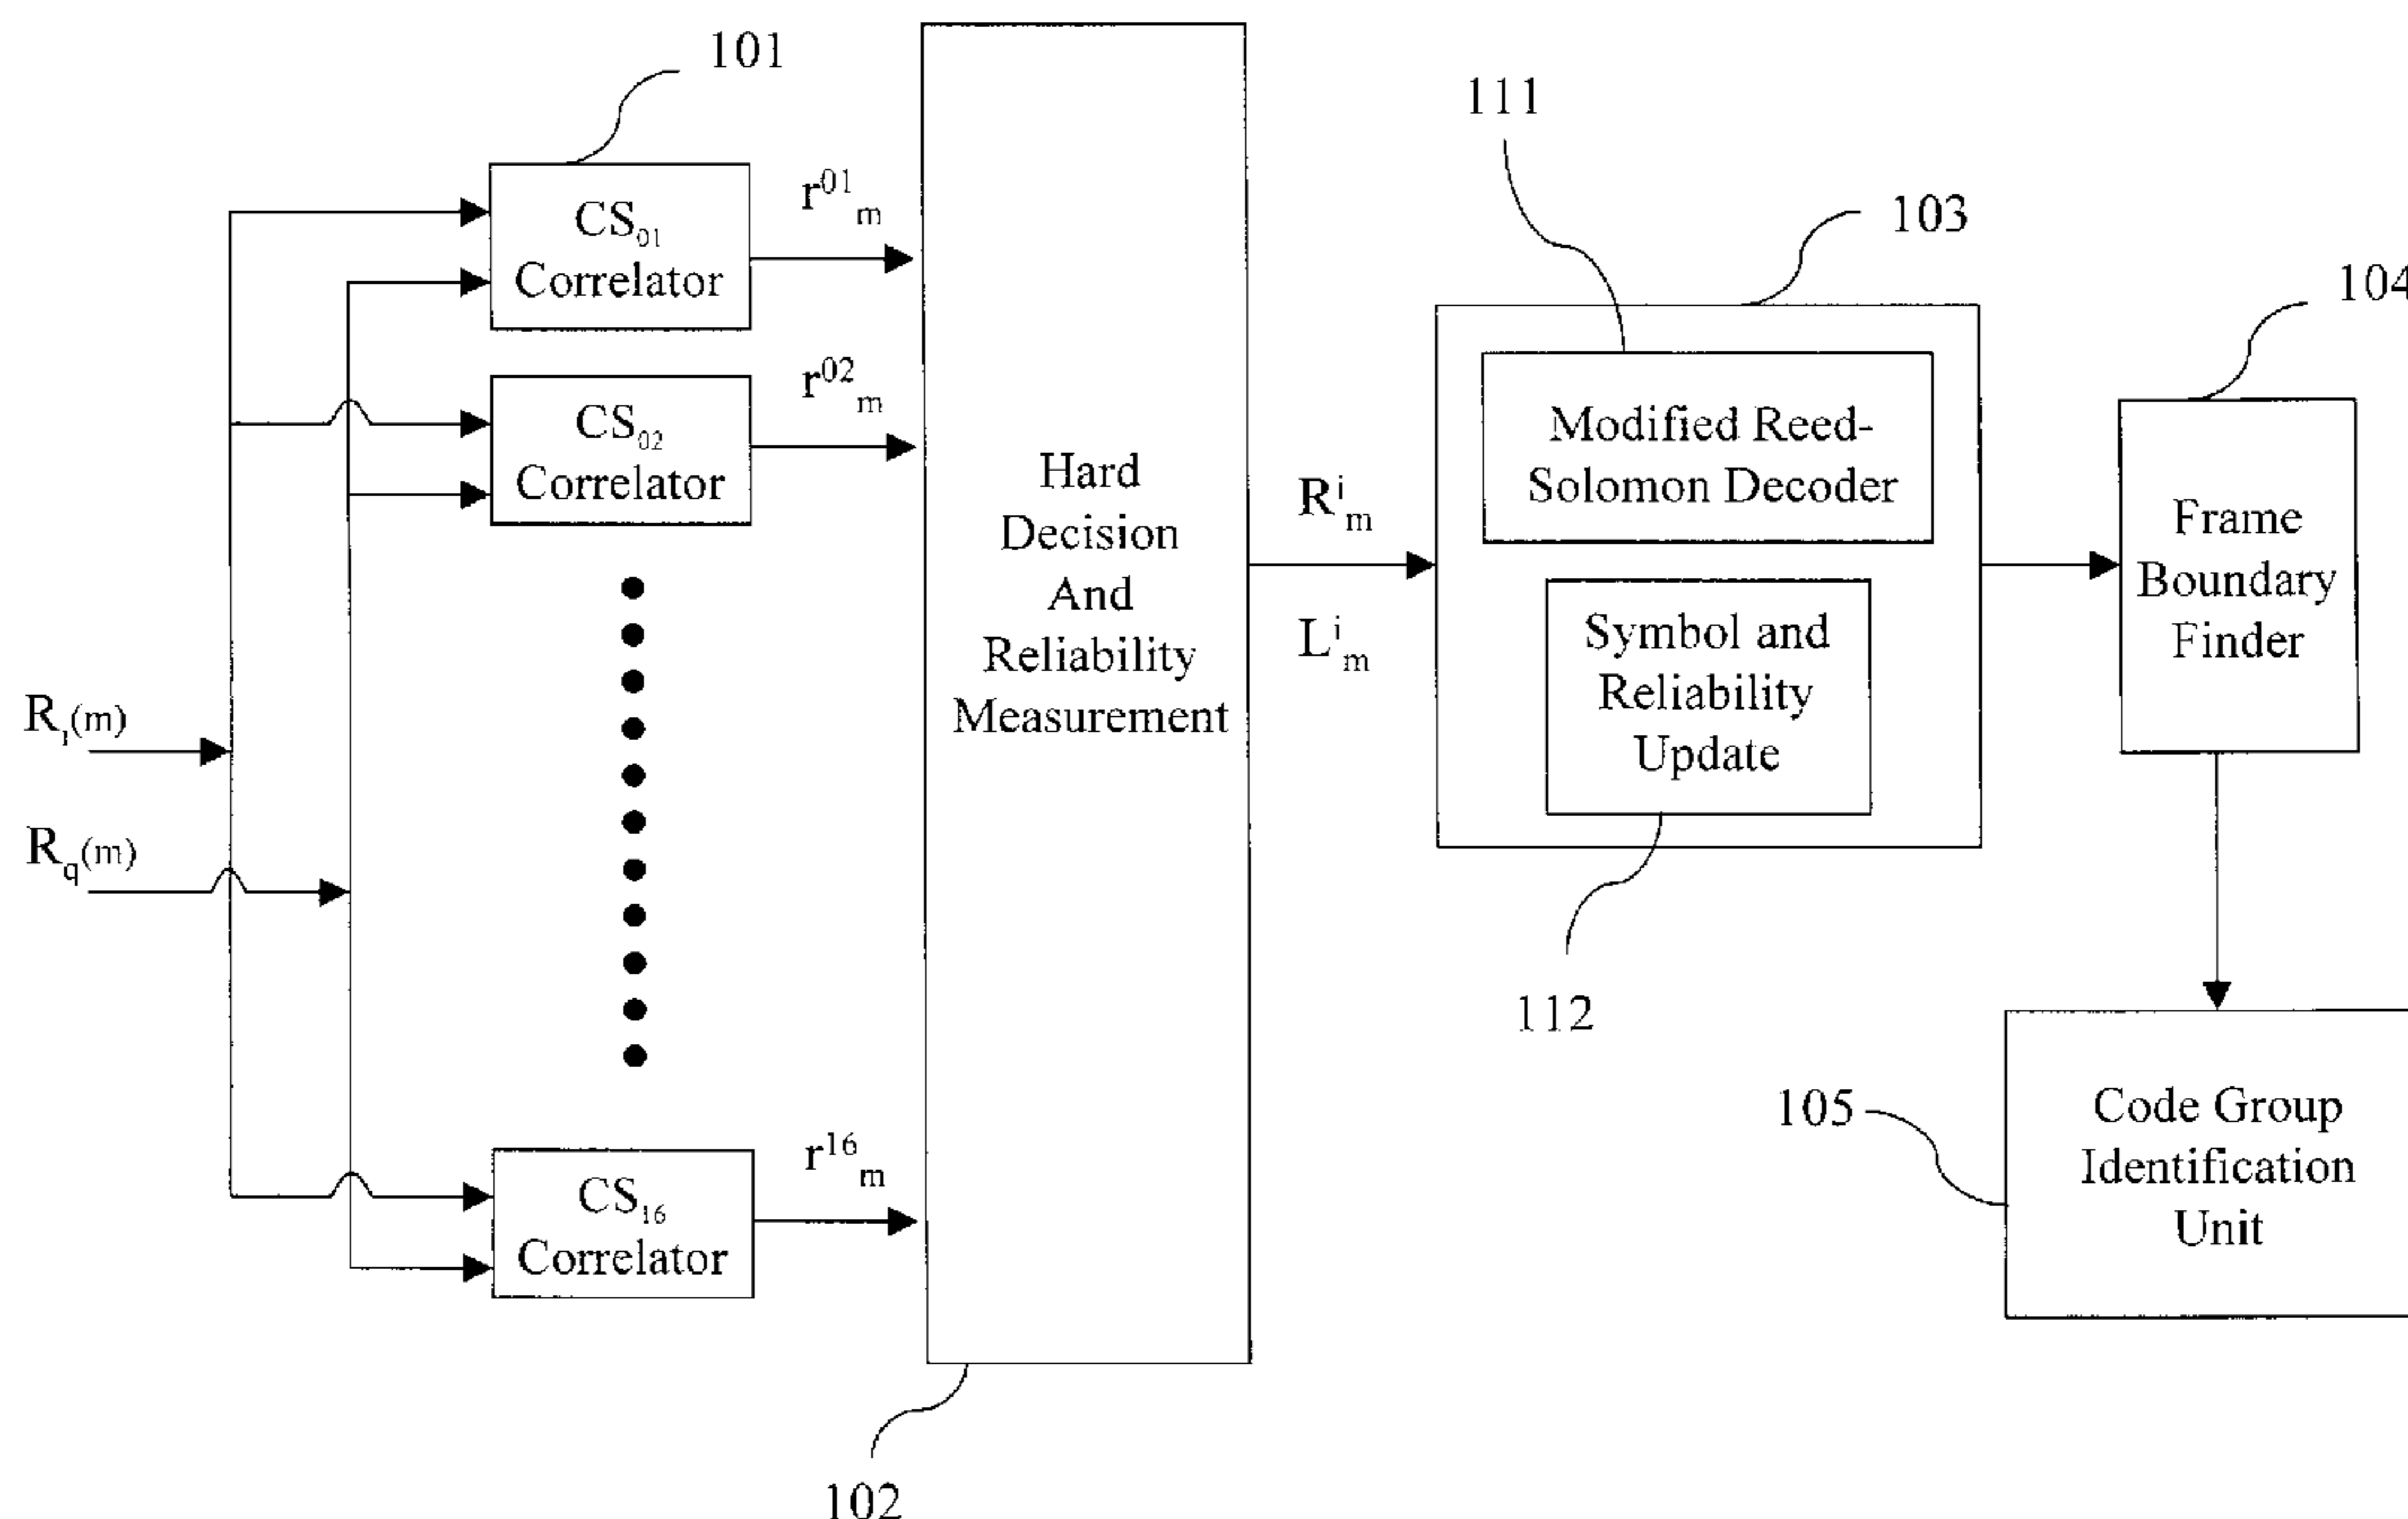 101
CS01
Correlator
r01m
CS02
Correlator
r02m
CS16
Correlator
r16m
Ri(m)
Rq(m)
Hard
Decision
And
Reliability
Measurement
102
Rim
Lim
111
103
Modified Reed-
Solomon Decoder
Symbol and
Reliability
Update
112
104
Frame
Boundary
Finder
105
Code Group
Identification
Unit